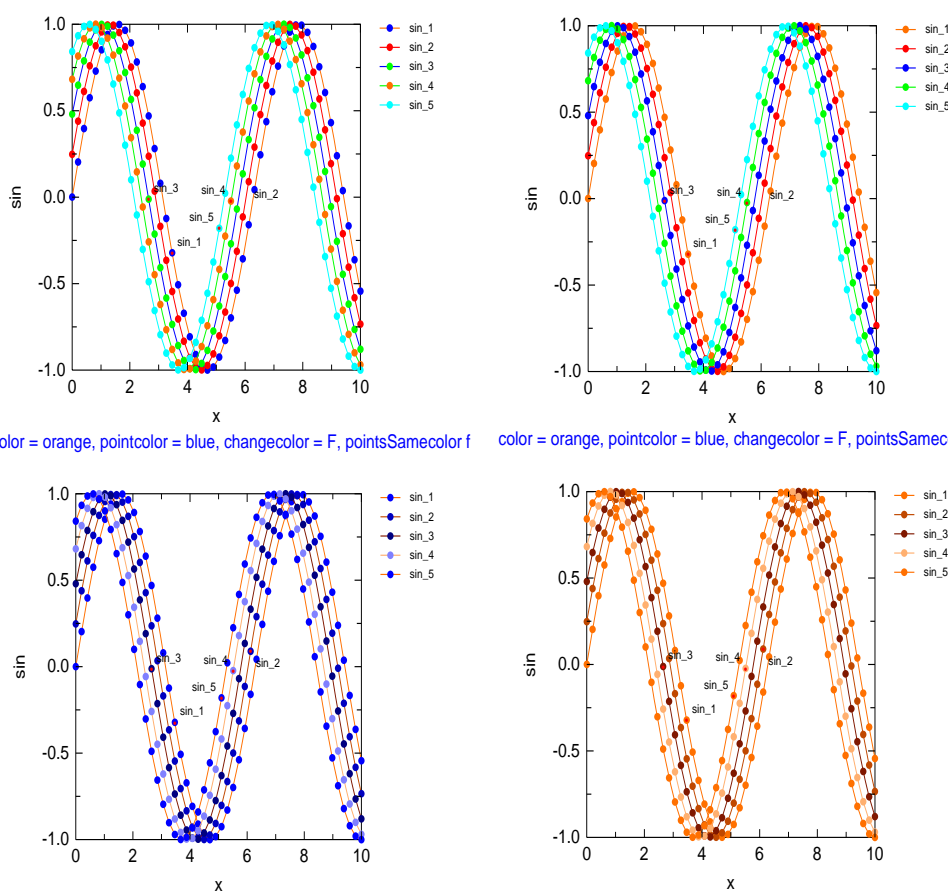 1.0
0.5
0.0
-0.5
-1.0
sin
0
2
4
6
8
10
x
sin_1
sin_2
sin_3
sin_4
sin_5
sin_3
sin_4
sin_2
sin_5
sin_1
1.0
0.5
0.0
-0.5
-1.0
sin
0
2
4
6
8
10
x
sin_1
sin_2
sin_3
sin_4
sin_5
sin_3
sin_4
sin_2
sin_5
sin_1
olor = orange, pointcolor = blue, changecolor = F, pointsSamecolor f
color = orange, pointcolor = blue, changecolor = F, pointsSamec
1.0
0.5
0.0
-0.5
-1.0
sin
0
2
4
6
8
10
x
sin_1
sin_2
sin_3
sin_4
sin_5
sin_3
sin_4
sin_2
sin_5
sin_1
1.0
0.5
0.0
-0.5
-1.0
sin
0
2
4
6
8
10
x
sin_1
sin_2
sin_3
sin_4
sin_5
sin_3
sin_4
sin_2
sin_5
sin_1